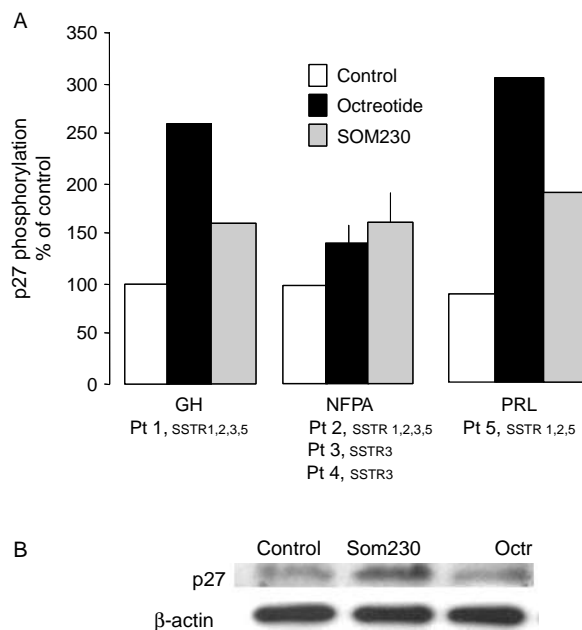 A
p27 phosphorylation
% of control
350
300
250
200
150
100
50
0
Control
Octreotide
SOM230
GH
Pt 1, SSTR1,2,3,5
NFPA
Pt 2, SSTR 1,2,3,5
Pt 3, SSTR3
Pt 4, SSTR3
PRL
Pt 5, SSTR 1,2,5
B
Control Som230 Octr
p27
β-actin